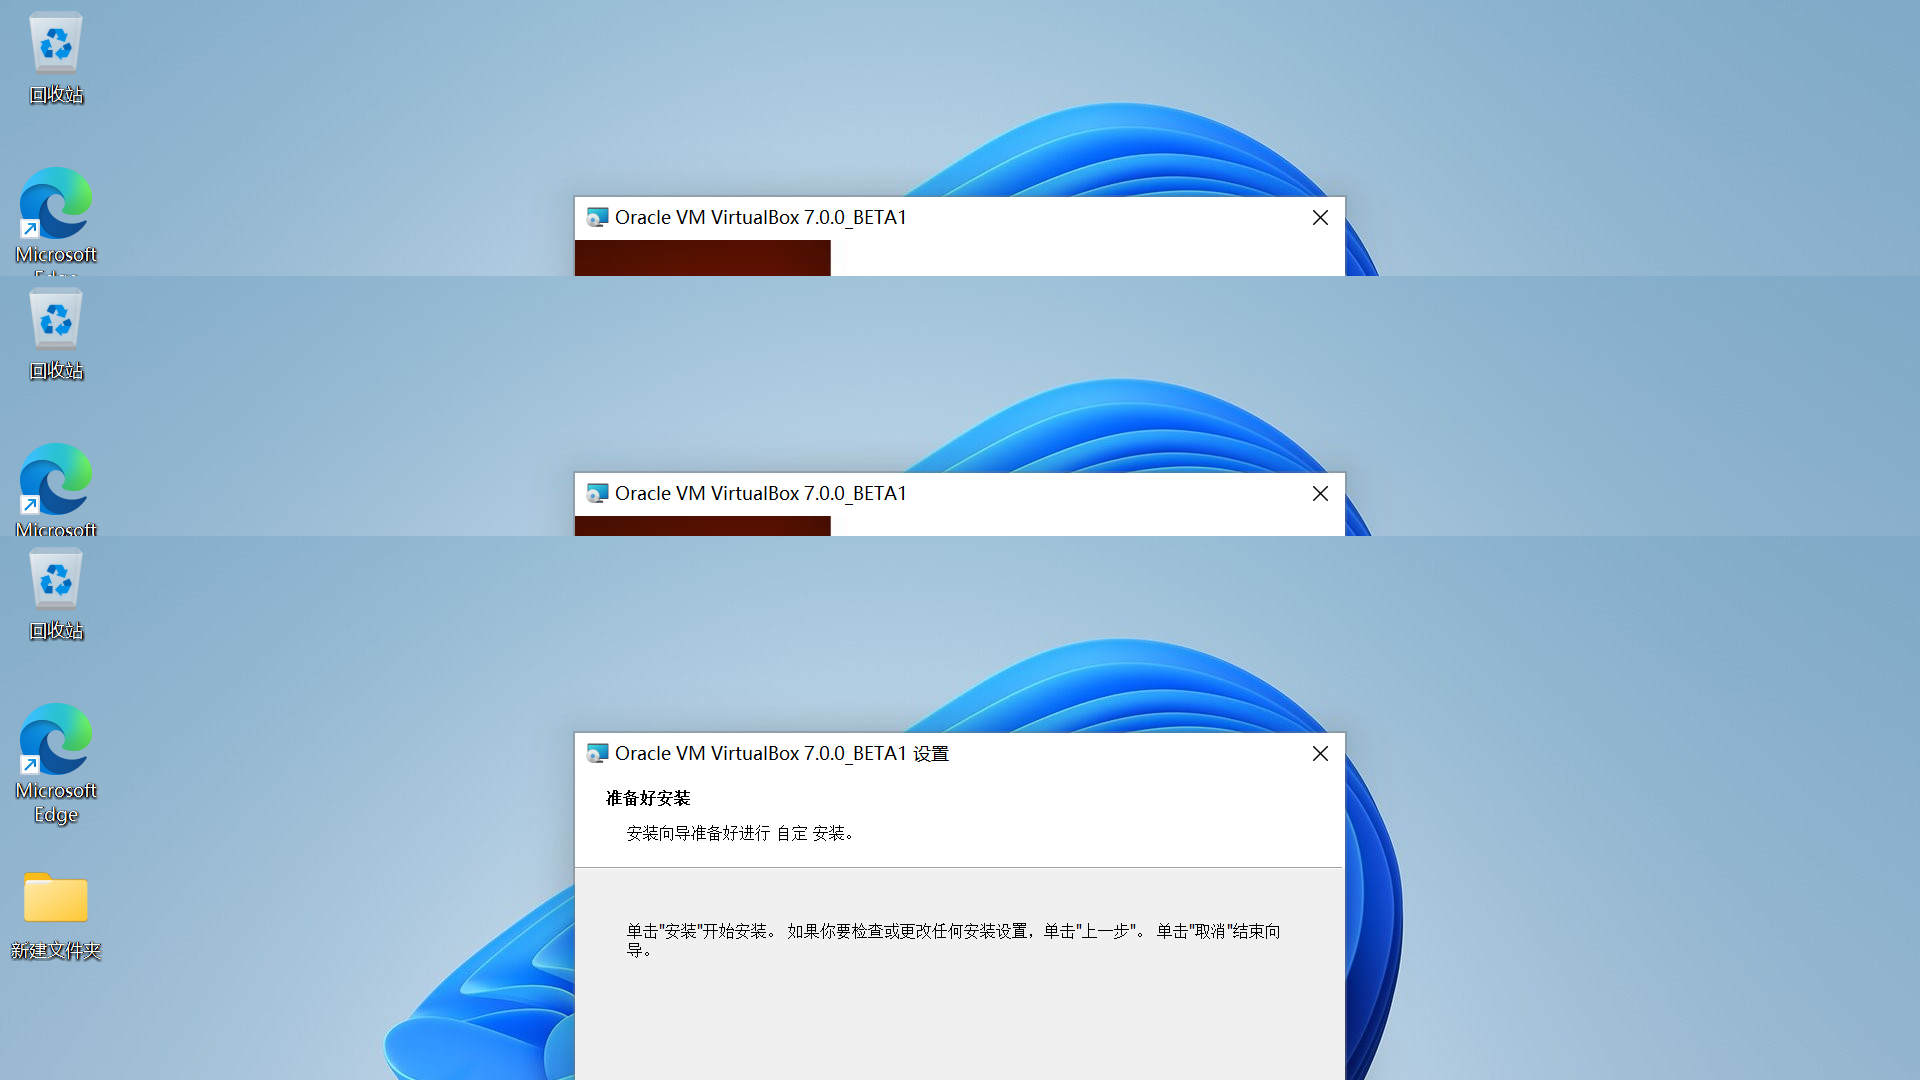 回收站
Microsoft
Oracle VM VirtualBox 7.0.0_BETA1
回收站
Microsoft
Oracle VM VirtualBox 7.0.0_BETA1
回收站
Microsoft
Edge
新建文件夹
Oracle VM VirtualBox 7.0.0_BETA1 设置
准备好安装
安装向导准备好进行 自定 安装。
单击"安装"开始安装。 如果你要检查或更改任何安装设置，单击"上一步"。 单击"取消"结束向
导。